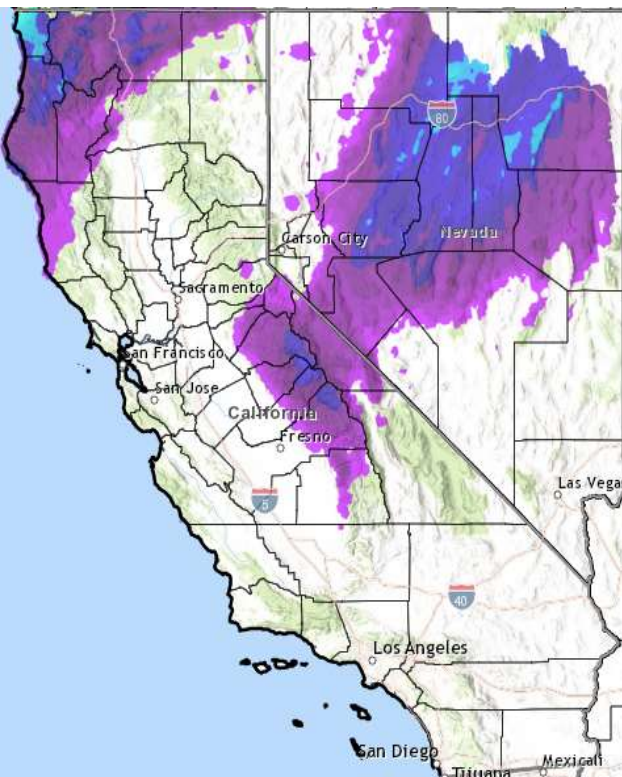 80
Nevada
Carson City
Sacramento
San Francisco
San Jose
California
Fresno
5
Las Vega
40
Los Angeles
San Diego
Tijuana
Mexicali